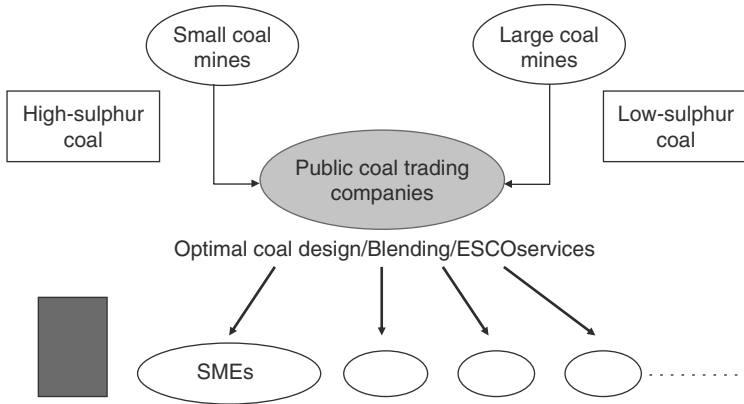 Small coal
mines
Large coal
mines
High-sulphur
coal
Low-sulphur
coal
Public coal trading
companies
Optimal coal design/Blending/ESCOservices
SMEs